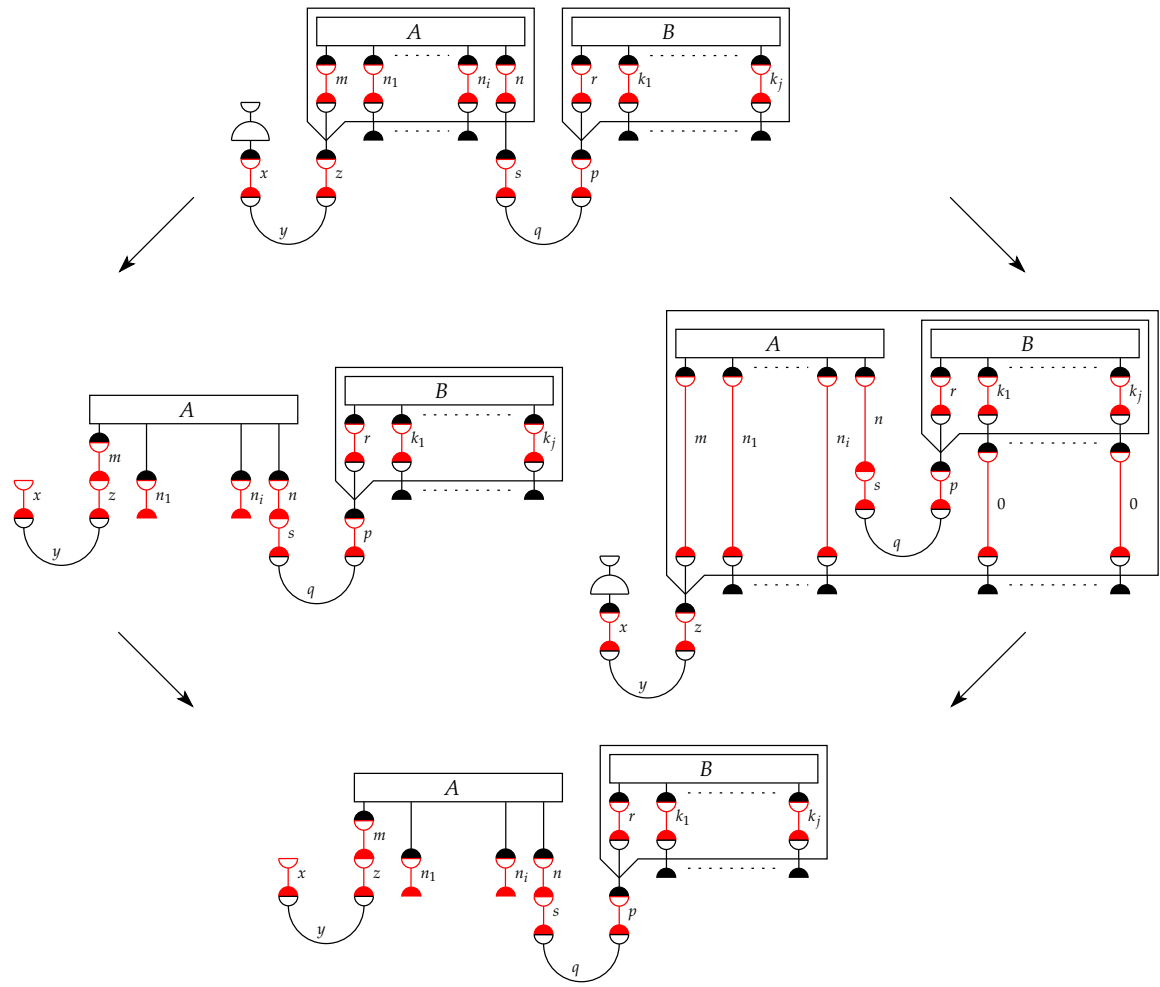 A B
m n₁ nᵢ n r k₁ kⱼ
x z s p
y q
A B
n r k₁ kⱼ
m n₁ nᵢ s p 0 0
q
A B
r k₁ kⱼ
m
x z n₁ nᵢ n
y s p
q
x z
y
A B
r k₁ kⱼ
m
x z n₁ nᵢ n
y s p
q